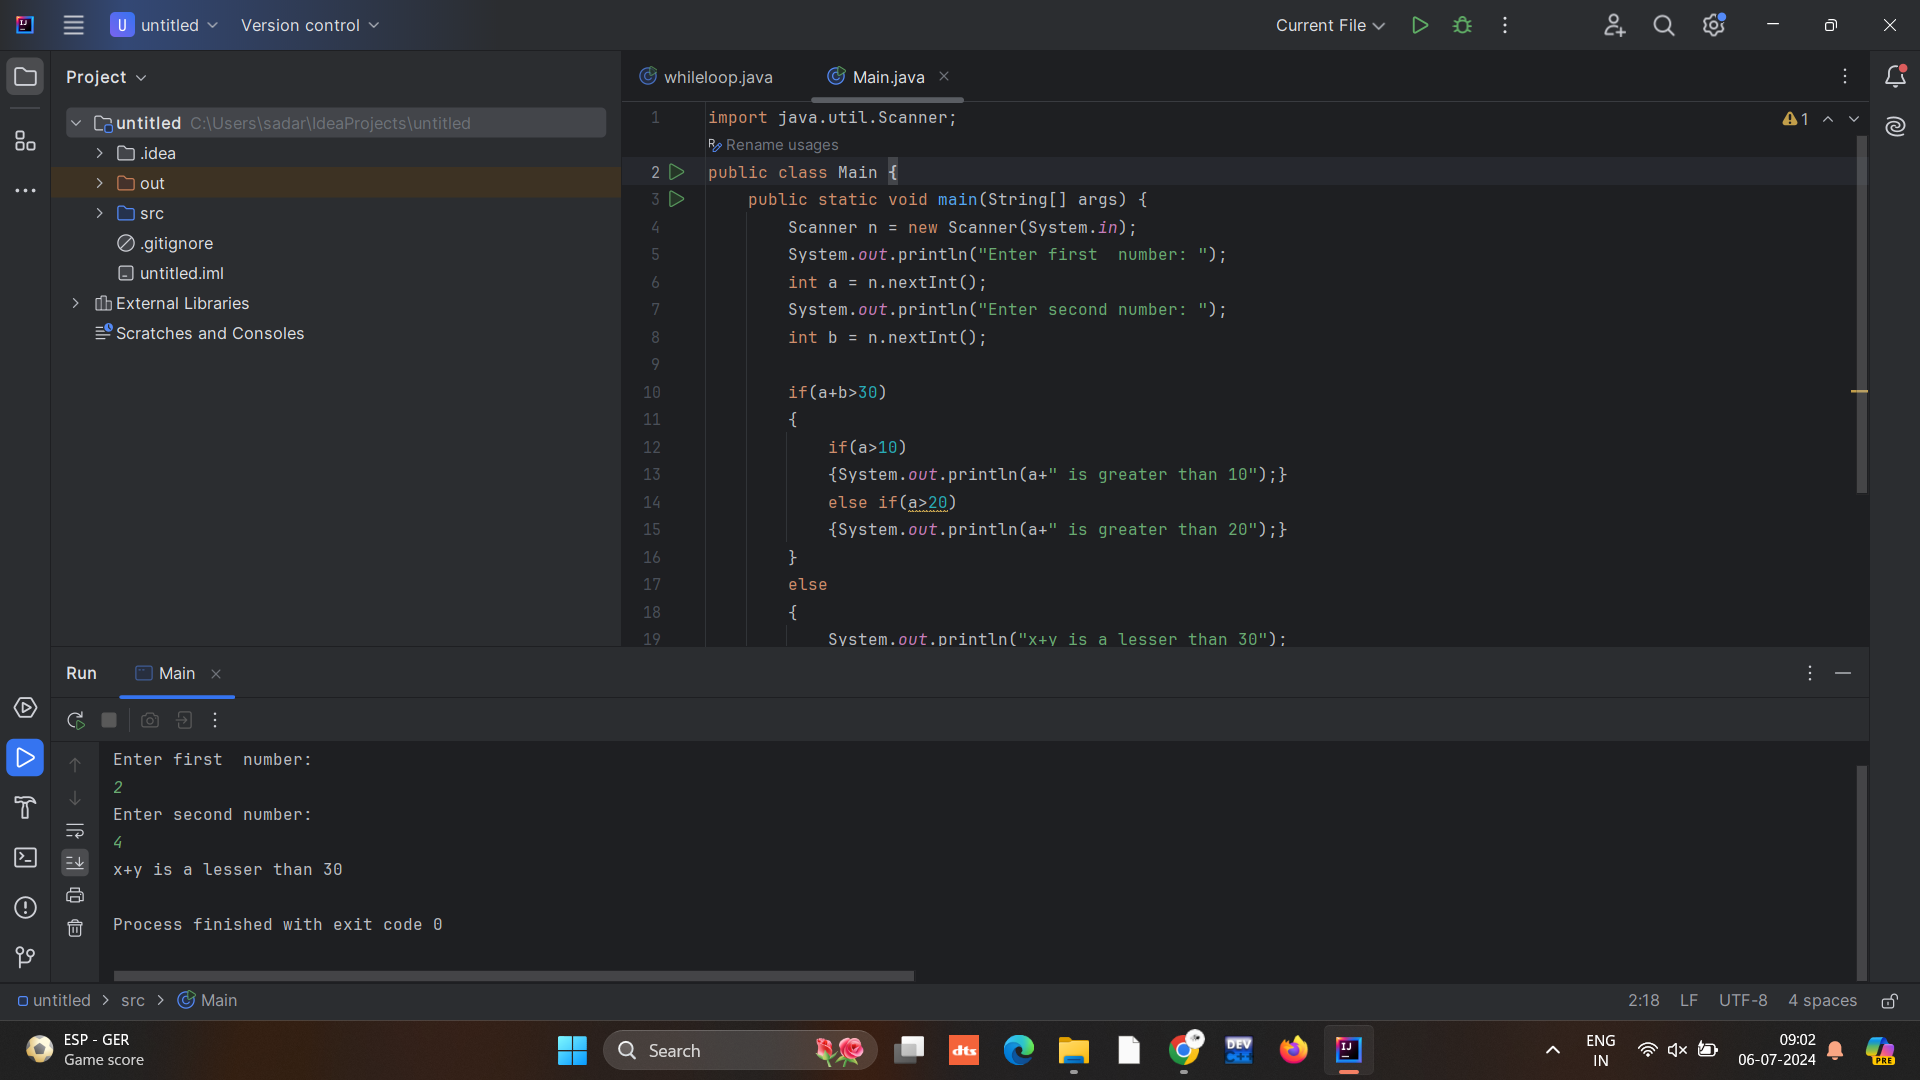 U untitled Version control Current File
Project
untitled C:\Users\sadar\IdeaProjects\untitled
.idea
out
src
.gitignore
untitled.iml
External Libraries
Scratches and Consoles
whileloop.java Main.java
1 import java.util.Scanner;
Rename usages
2 public class Main {
3 public static void main(String[] args) {
4 Scanner n = new Scanner(System.in);
5 System.out.println("Enter first  number: ");
6 int a = n.nextInt();
7 System.out.println("Enter second number: ");
8 int b = n.nextInt();
9
10 if(a+b>30)
11 {
12 if(a>10)
13 {System.out.println(a+" is greater than 10");}
14 else if(a>20)
15 {System.out.println(a+" is greater than 20");}
16 }
17 else
18 {
19 System.out.println("x+y is a lesser than 30");
1
Run Main
Enter first  number:
2
Enter second number:
4
x+y is a lesser than 30
Process finished with exit code 0
untitled > src > Main 2:18 LF UTF-8 4 spaces
ESP - GER
Game score
Search
dts
DEV
C++
IJ
ENG
IN
09:02
06-07-2024
PRE